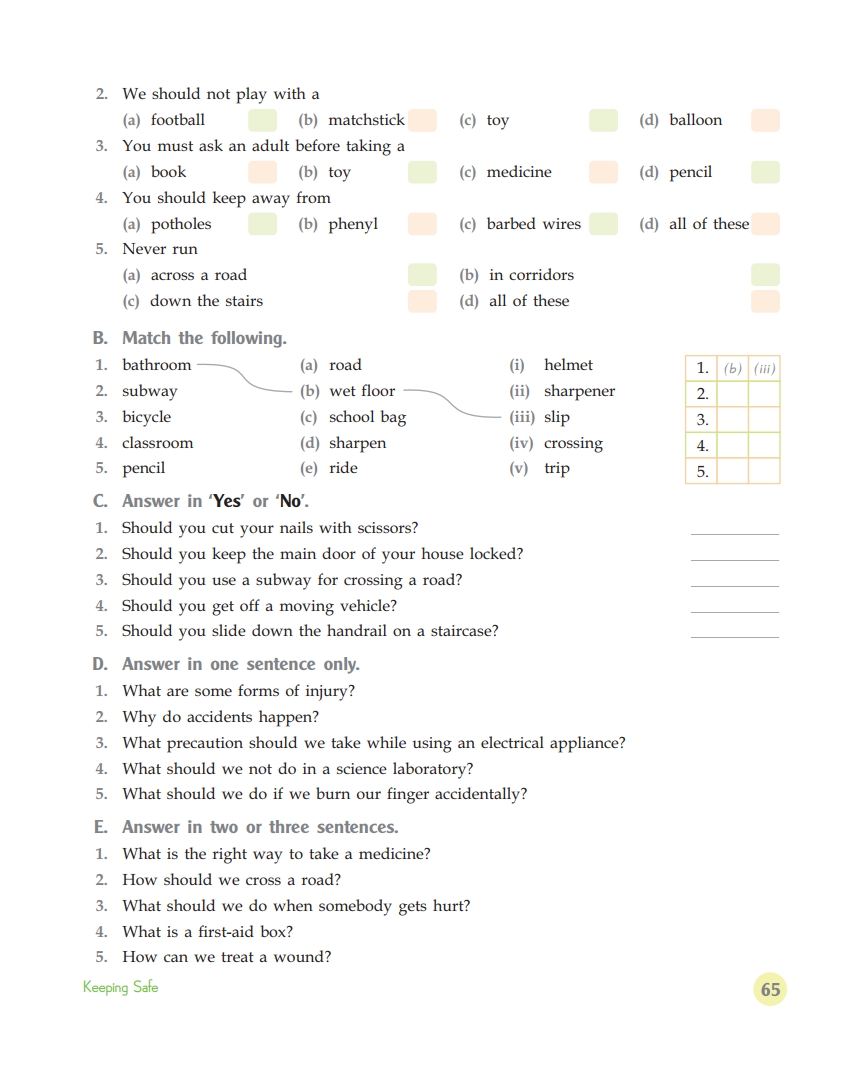 2. We should not play with a
(a) football (b) matchstick (c) toy (d) balloon
3. You must ask an adult before taking a
(a) book (b) toy (c) medicine (d) pencil
4. You should keep away from
(a) potholes (b) phenyl (c) barbed wires (d) all of these
5. Never run
(a) across a road (b) in corridors
(c) down the stairs (d) all of these
B. Match the following.
1. bathroom (a) road (i) helmet 1. (b) (iii)
2. subway (b) wet floor (ii) sharpener 2.
3. bicycle (c) school bag (iii) slip 3.
4. classroom (d) sharpen (iv) crossing 4.
5. pencil (e) ride (v) trip 5.
C. Answer in ‘Yes’ or ‘No’.
1. Should you cut your nails with scissors?
2. Should you keep the main door of your house locked?
3. Should you use a subway for crossing a road?
4. Should you get off a moving vehicle?
5. Should you slide down the handrail on a staircase?
D. Answer in one sentence only.
1. What are some forms of injury?
2. Why do accidents happen?
3. What precaution should we take while using an electrical appliance?
4. What should we not do in a science laboratory?
5. What should we do if we burn our finger accidentally?
E. Answer in two or three sentences.
1. What is the right way to take a medicine?
2. How should we cross a road?
3. What should we do when somebody gets hurt?
4. What is a first-aid box?
5. How can we treat a wound?
Keeping Safe 65